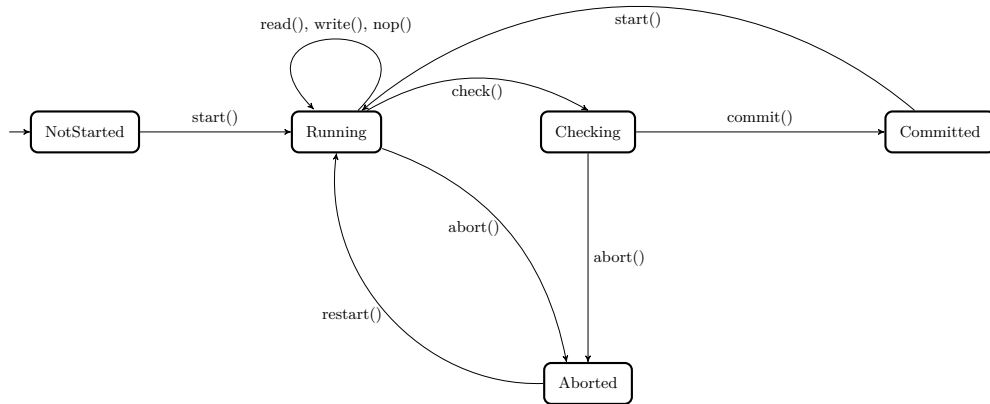 start()
read(), write(), nop()
check()
start()
commit()
NotStarted
Running
Checking
Committed
abort()
abort()
restart()
Aborted